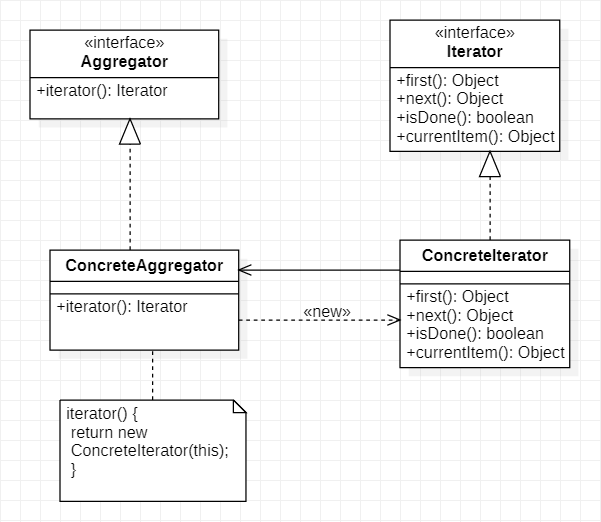 «interface»
Aggregator
+iterator(): Iterator
«interface»
Iterator
+first(): Object
+next(): Object
+isDone(): boolean
+currentItem(): Object
ConcreteAggregator
+iterator(): Iterator
«new»
ConcreteIterator
+first(): Object
+next(): Object
+isDone(): boolean
+currentItem(): Object
iterator() {
return new
ConcreteIterator(this);
}